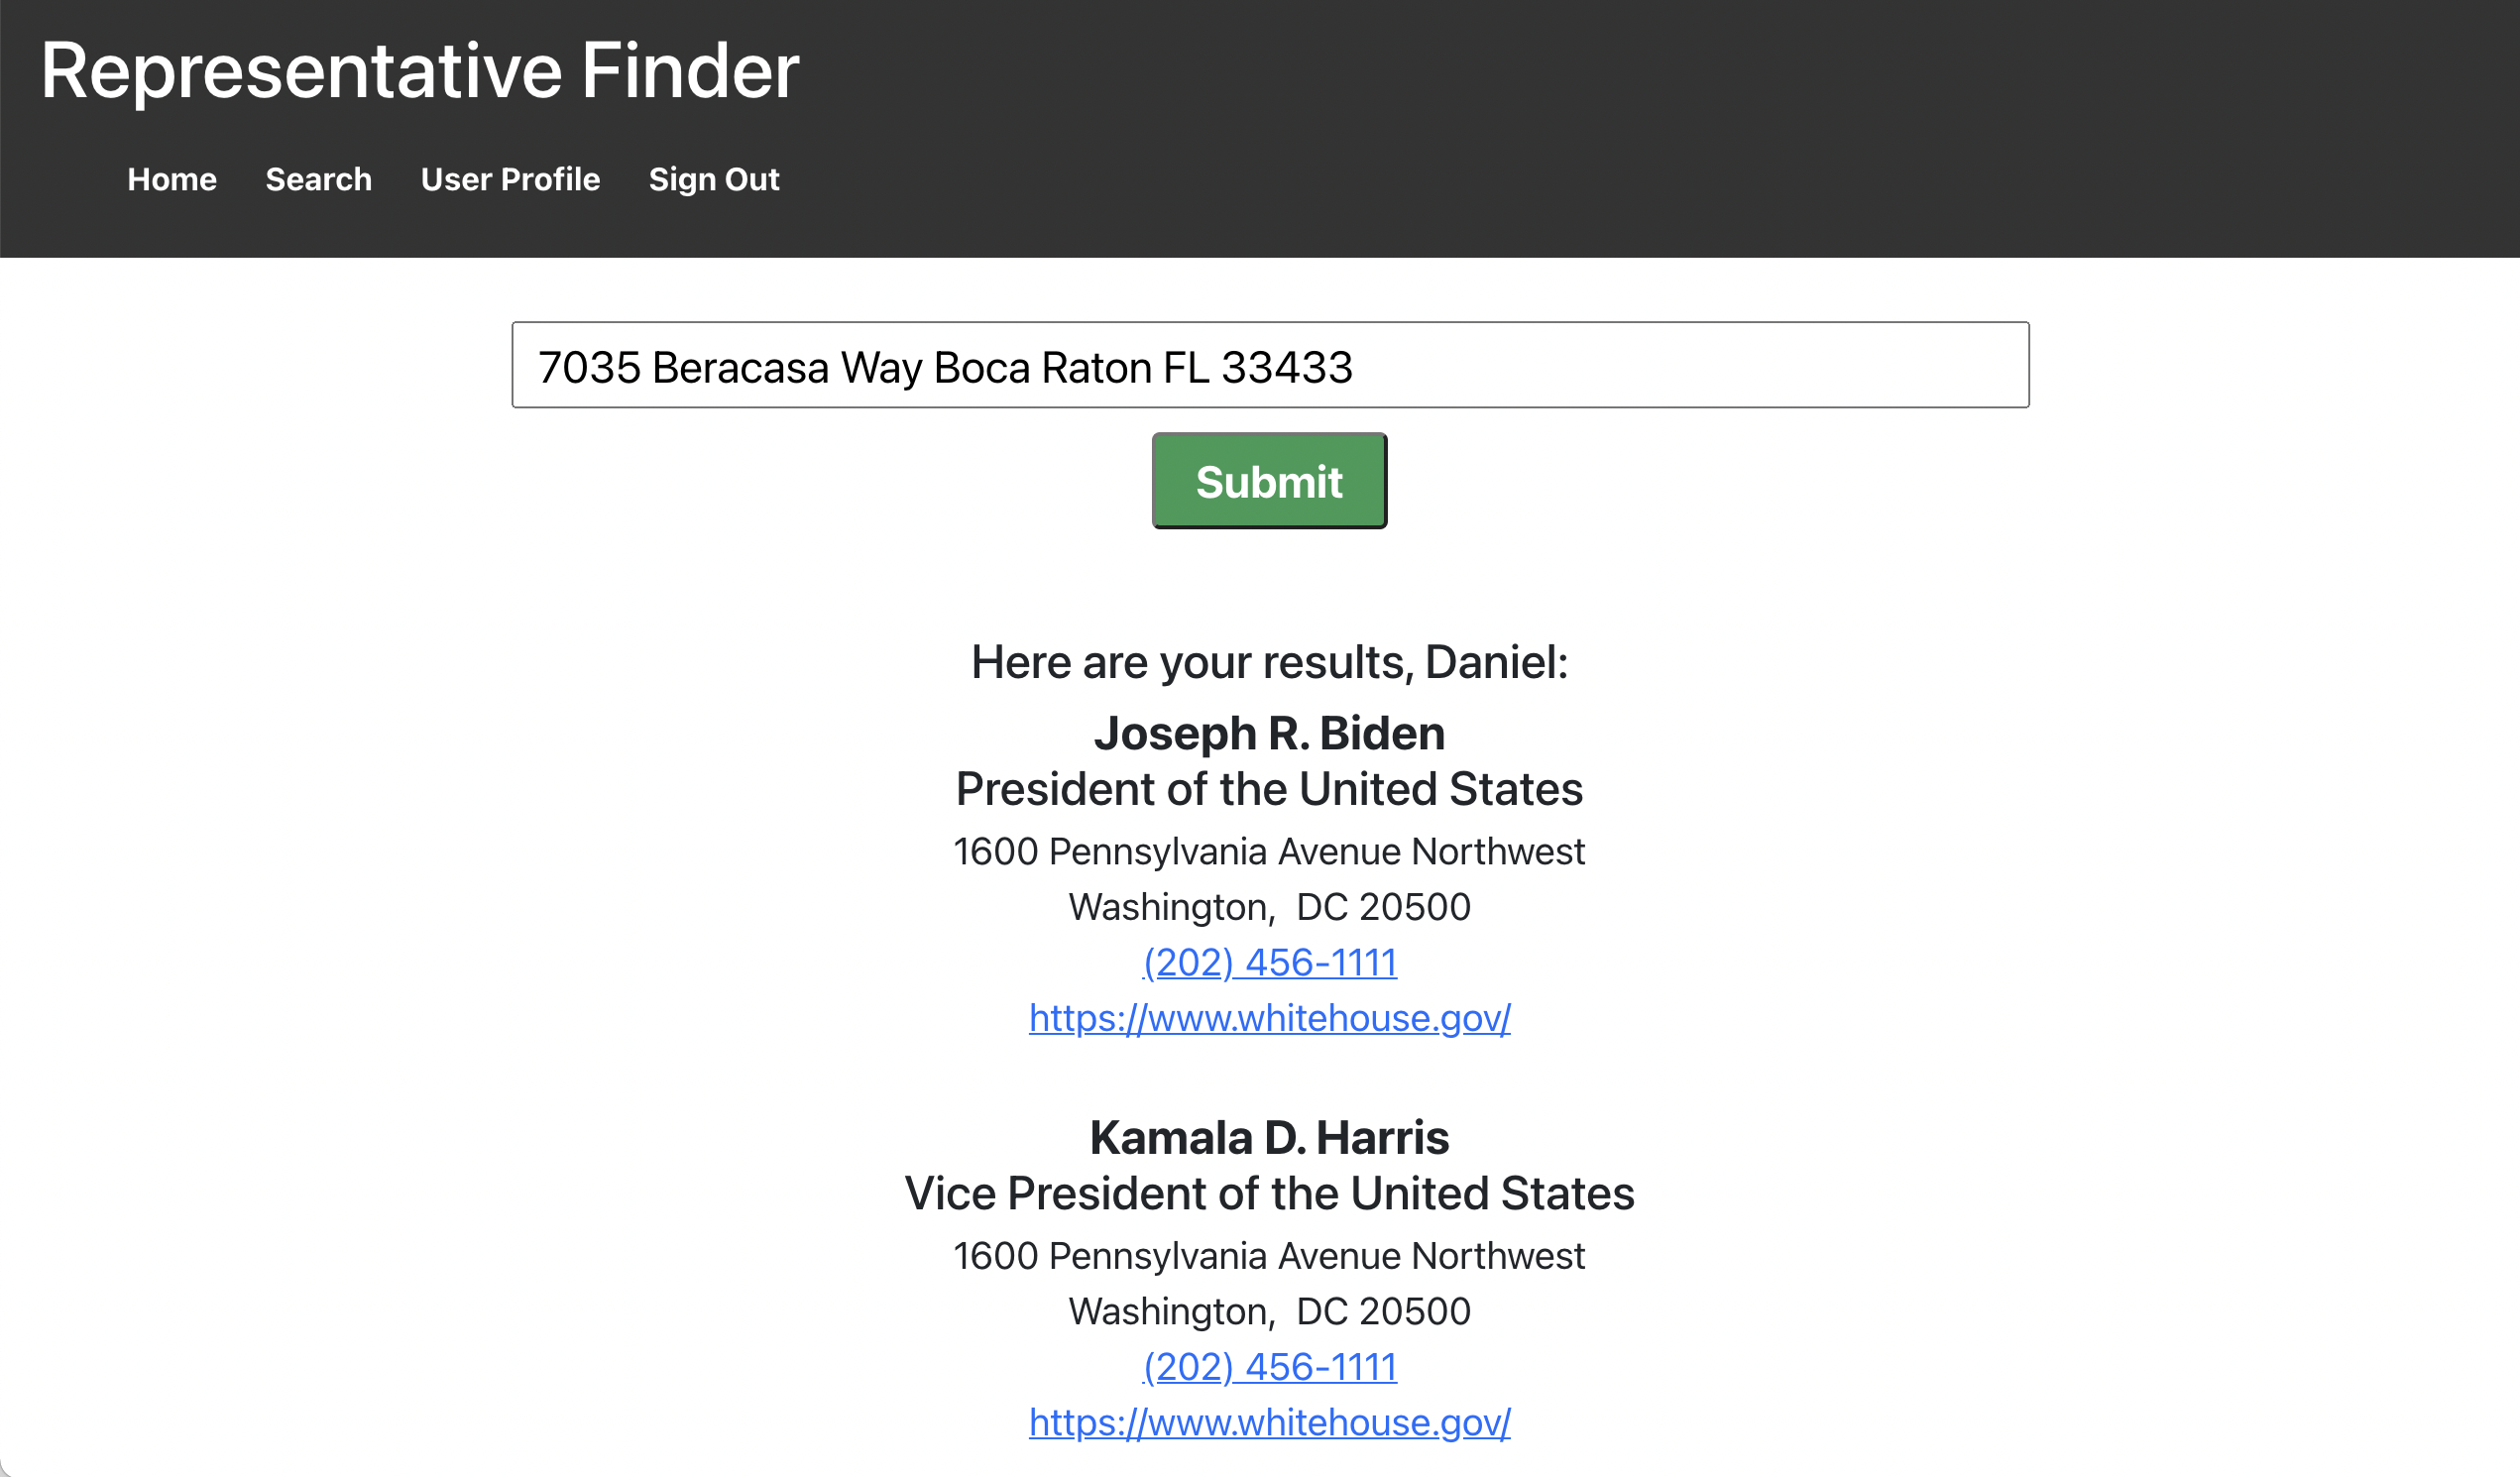 Representative Finder
Home Search User Profile Sign Out
7035 Beracasa Way Boca Raton FL 33433
Submit
Here are your results, Daniel:
Joseph R. Biden
President of the United States
1600 Pennsylvania Avenue Northwest
Washington, DC 20500
(202) 456-1111
https://www.whitehouse.gov/
Kamala D. Harris
Vice President of the United States
1600 Pennsylvania Avenue Northwest
Washington, DC 20500
(202) 456-1111
https://www.whitehouse.gov/